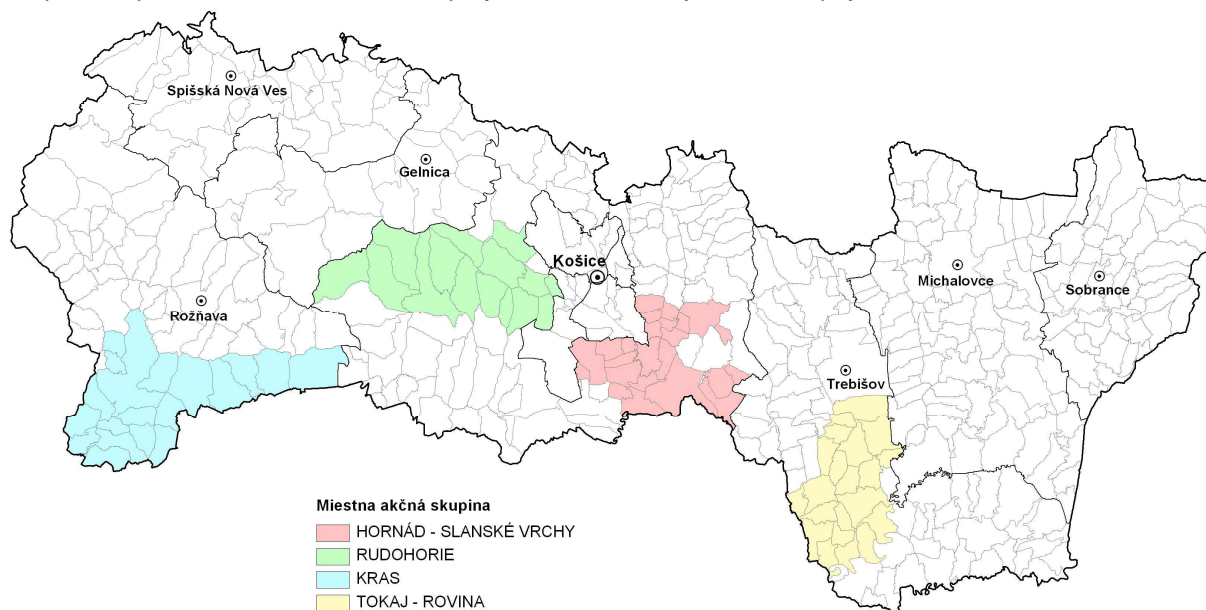 Spišská Nová Ves
Gelnica
Košice
Michalovce
Sobrance
Rožňava
Trebišov
Miestna akčná skupina
HORNÁD - SLANSKÉ VRCHY
RUDOHORIE
KRAS
TOKAJ - ROVINA